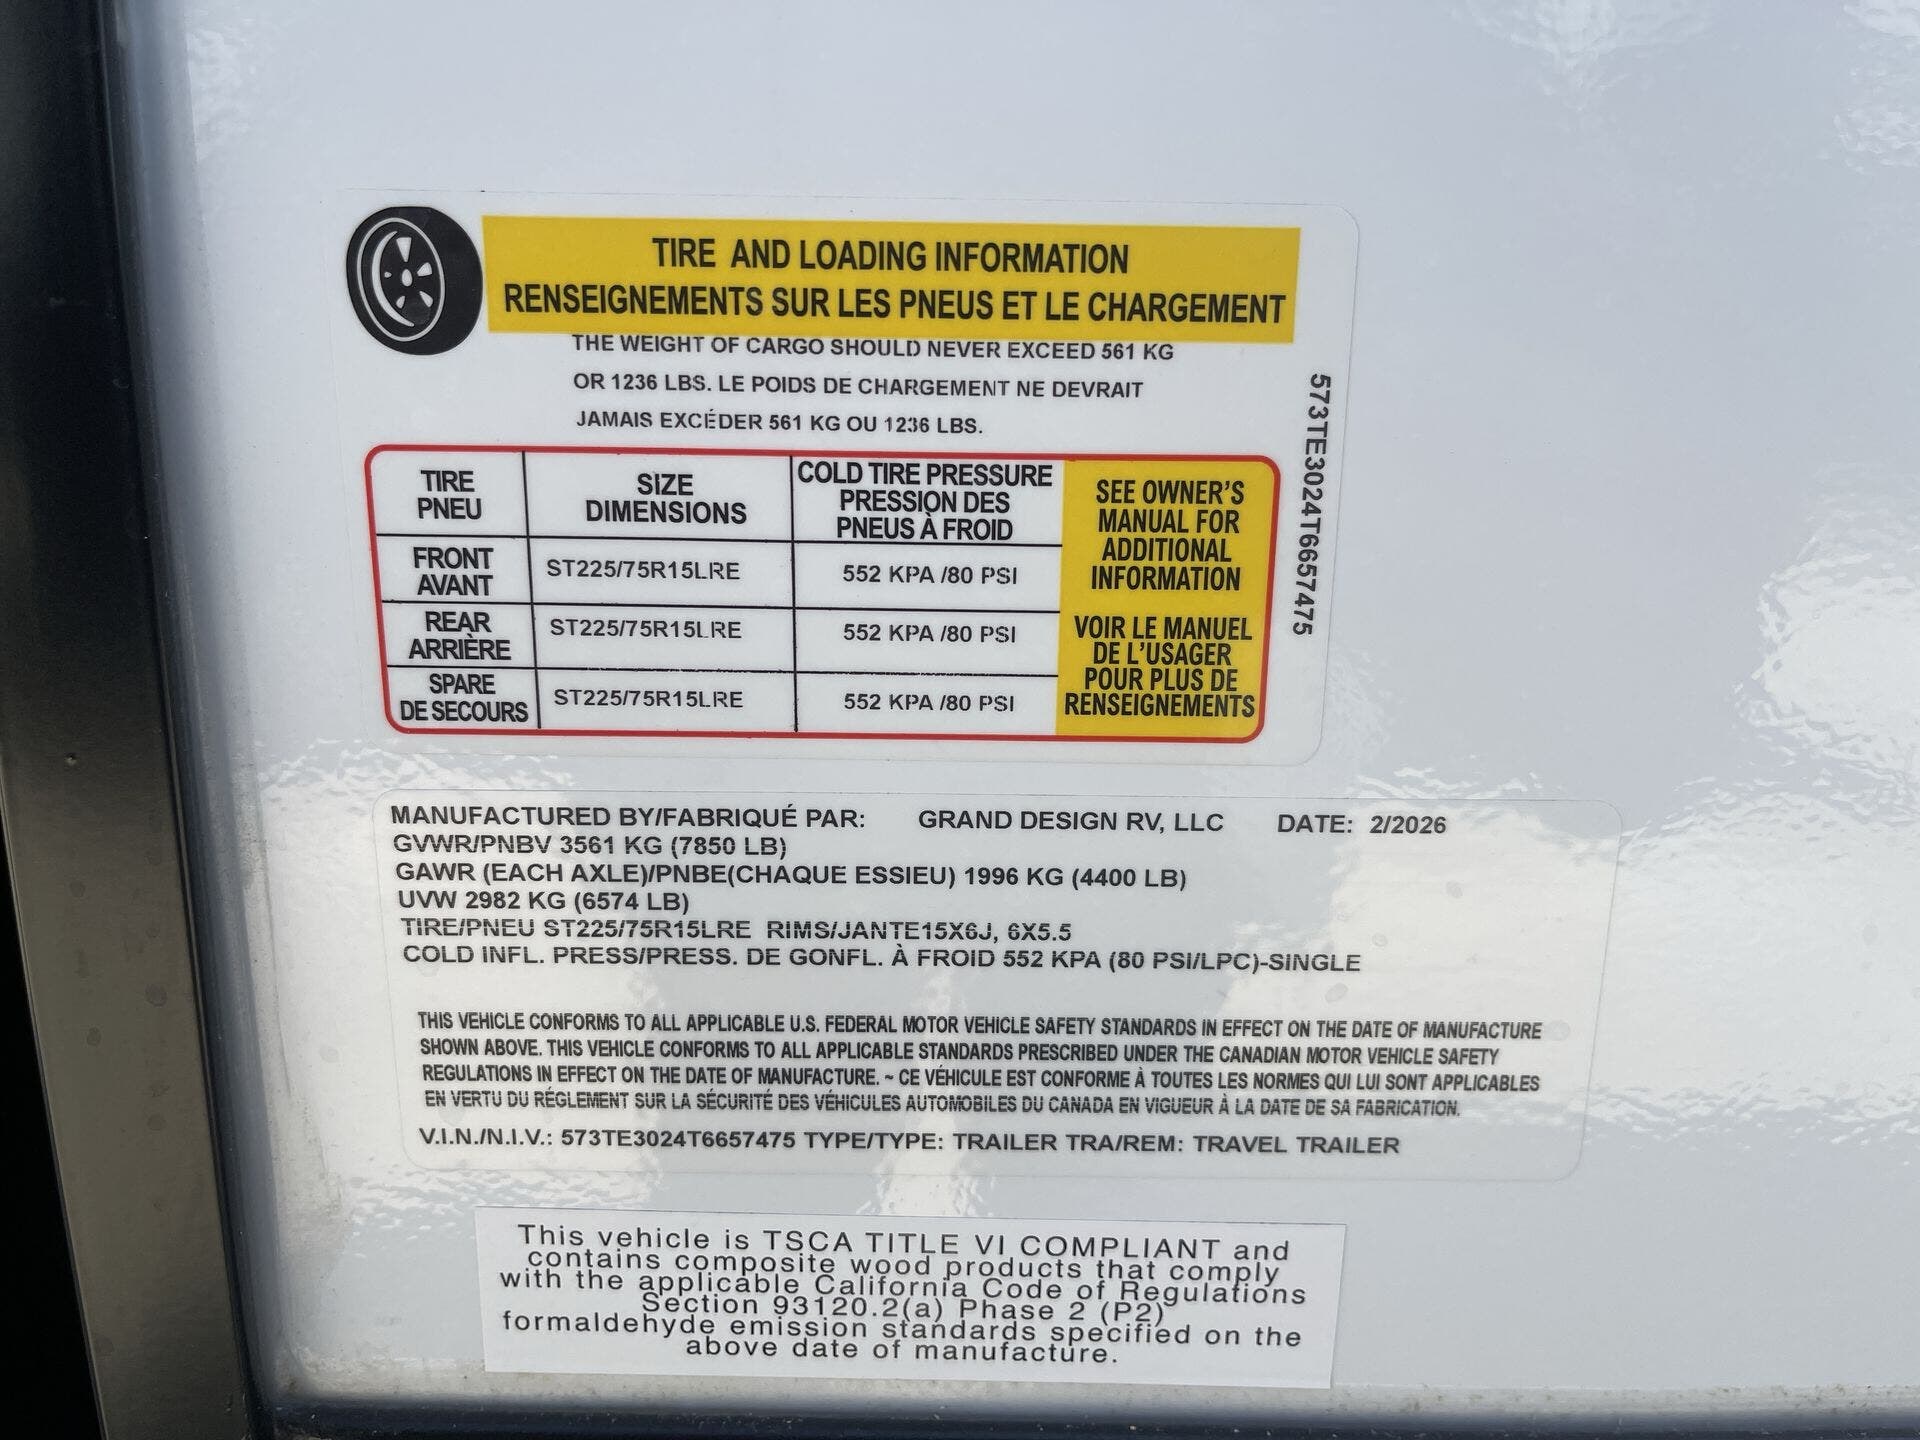 TIRE AND LOADING INFORMATION
RENSEIGNEMENTS SUR LES PNEUS ET LE CHARGEMENT
THE WEIGHT OF CARGO SHOULD NEVER EXCEED 561 KG
OR 1236 LBS. LE POIDS DE CHARGEMENT NE DEVRAIT
JAMAIS EXCÉDER 561 KG OU 1236 LBS.
TIRE
PNEU
SIZE
DIMENSIONS
COLD TIRE PRESSURE
PRESSION DES
PNEUS À FROID
FRONT
AVANT
ST225/75R15LRE
552 KPA /80 PSI
REAR
ARRIÈRE
ST225/75R15LRE
552 KPA /80 PSI
SPARE
DE SECOURS
ST225/75R15LRE
552 KPA /80 PSI
SEE OWNER'S
MANUAL FOR
ADDITIONAL
INFORMATION
VOIR LE MANUEL
DE L'USAGER
POUR PLUS DE
RENSEIGNEMENTS
573TE3024T6657475
MANUFACTURED BY/FABRIQUÉ PAR: GRAND DESIGN RV, LLC DATE: 2/2026
GVWR/PNBV 3561 KG (7850 LB)
GAWR (EACH AXLE)/PNBE(CHAQUE ESSIEU) 1996 KG (4400 LB)
UVW 2982 KG (6574 LB)
TIRE/PNEU ST225/75R15LRE RIMS/JANTE15X6J, 6X5.5
COLD INFL. PRESS/PRESS. DE GONFL. À FROID 552 KPA (80 PSI/LPC)-SINGLE
THIS VEHICLE CONFORMS TO ALL APPLICABLE U.S. FEDERAL MOTOR VEHICLE SAFETY STANDARDS IN EFFECT ON THE DATE OF MANUFACTURE
SHOWN ABOVE. THIS VEHICLE CONFORMS TO ALL APPLICABLE STANDARDS PRESCRIBED UNDER THE CANADIAN MOTOR VEHICLE SAFETY
REGULATIONS IN EFFECT ON THE DATE OF MANUFACTURE. ~ CE VÉHICULE EST CONFORME À TOUTES LES NORMES QUI LUI SONT APPLICABLES
EN VERTU DU RÉGLEMENT SUR LA SÉCURITÉ DES VÉHICULES AUTOMOBILES DU CANADA EN VIGUEUR À LA DATE DE SA FABRICATION.
V.I.N./N.I.V.: 573TE3024T6657475 TYPE/TYPE: TRAILER TRA/REM: TRAVEL TRAILER
This vehicle is TSCA TITLE VI COMPLIANT and
contains composite wood products that comply
with the applicable California Code of Regulations
Section 93120.2(a) Phase 2 (P2)
formaldehyde emission standards specified on the
above date of manufacture.